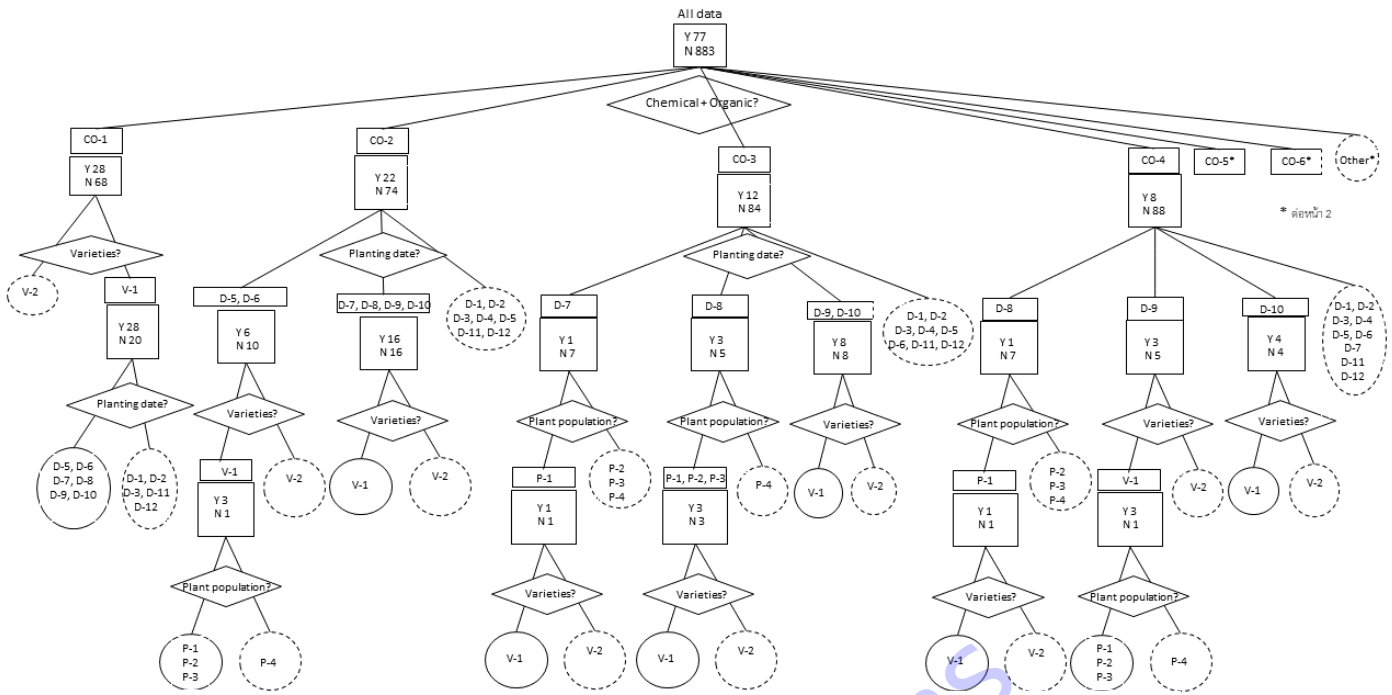 All data
Y 77
N 883
Chemical + Organic?
CO-1
CO-2
CO-3
CO-4
CO-5*
CO-6*
Other*
Y 28
N 68
Y 22
N 74
Y 12
N 84
Y 8
N 88
* ต่อหน้า 2
Varieties?
Planting date?
Planting date?
V-2
V-1
D-5, D-6
D-7, D-8, D-9, D-10
D-1, D-2
D-3, D-4, D-5
D-11, D-12
D-7
D-8
D-9, D-10
D-1, D-2
D-3, D-4, D-5
D-6, D-11, D-12
D-8
D-9
D-10
D-1, D-2
D-3, D-4
D-5, D-6
D-7
D-11
D-12
Y 28
N 20
Y 6
N 10
Y 16
N 16
Y 1
N 7
Y 3
N 5
Y 8
N 8
Y 1
N 7
Y 3
N 5
Y 4
N 4
Planting date?
Varieties?
Varieties?
Plant population?
Plant population?
Varieties?
Plant population?
Varieties?
Varieties?
D-5, D-6
D-7, D-8
D-9, D-10
D-1, D-2
D-3, D-11
D-12
V-1
V-2
V-1
V-2
P-1
P-2
P-3
P-4
P-1, P-2, P-3
P-4
V-1
V-2
P-1
P-2
P-3
P-4
V-1
V-2
V-1
V-2
Y 3
N 1
Y 1
N 1
Y 3
N 3
Y 1
N 1
Y 3
N 1
Plant population?
Varieties?
Varieties?
Varieties?
Plant population?
P-1
P-2
P-3
P-4
V-1
V-2
V-1
V-2
V-1
V-2
P-1
P-2
P-3
P-4